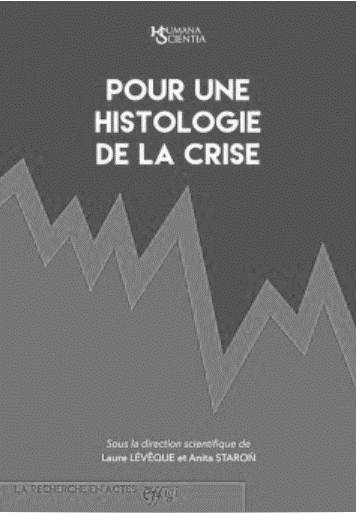 HUMANA
SCIENTIA
POUR UNE
HISTOLOGIE
DE LA CRISE
Sous la direction scientifique de
Laure LÉVÊQUE et Anita STAROŃ
LA RECHERCHE EN ACTES